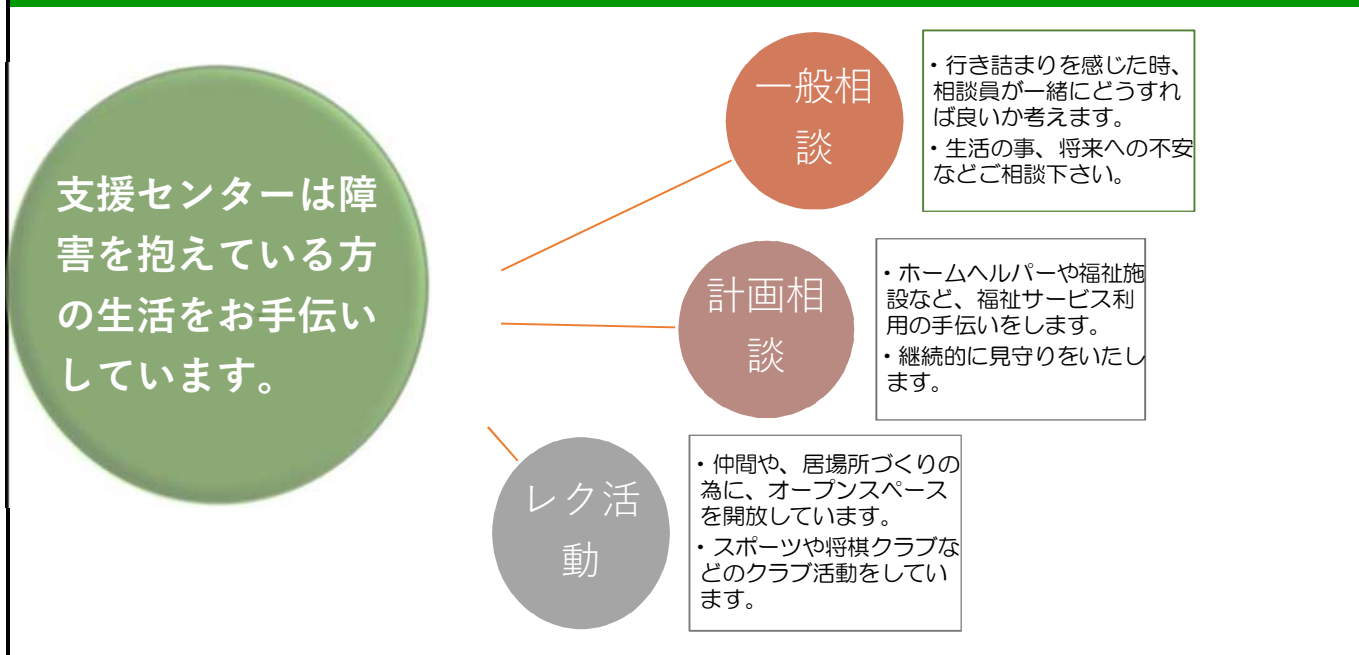 支援センターは障
害を抱えている方
の生活をお手伝い
しています。
一般相
談
・行き詰まりを感じた時、
相談員が一緒にどうすれ
ば良いか考えます。
・生活の事、将来への不安
などご相談下さい。
計画相
談
・ホームヘルパーや福祉施
設など、福祉サービス利
用の手伝いをします。
・継続的に見守りをいたし
ます。
レク活
動
・仲間や、居場所づくりの
為に、オープンスペース
を開放しています。
・スポーツや将棋クラブな
どのクラブ活動をしてい
ます。